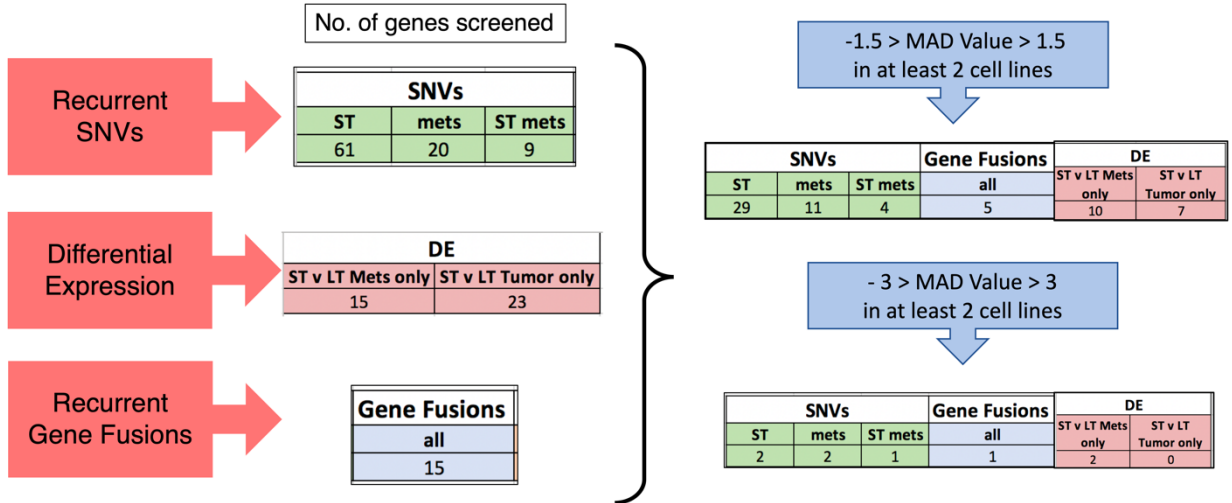 No. of genes screened
Recurrent
SNVs
SNVs
ST mets ST mets
61 20 9
Differential
Expression
DE
ST v LT Mets only ST v LT Tumor only
15 23
Recurrent
Gene Fusions
Gene Fusions
all
15
-1.5 > MAD Value > 1.5
in at least 2 cell lines
SNVs Gene Fusions DE
ST mets ST mets all ST v LT Mets only ST v LT Tumor only
29 11 4 5 10 7
- 3 > MAD Value > 3
in at least 2 cell lines
SNVs Gene Fusions DE
ST mets ST mets all ST v LT Mets only ST v LT Tumor only
2 2 1 1 2 0